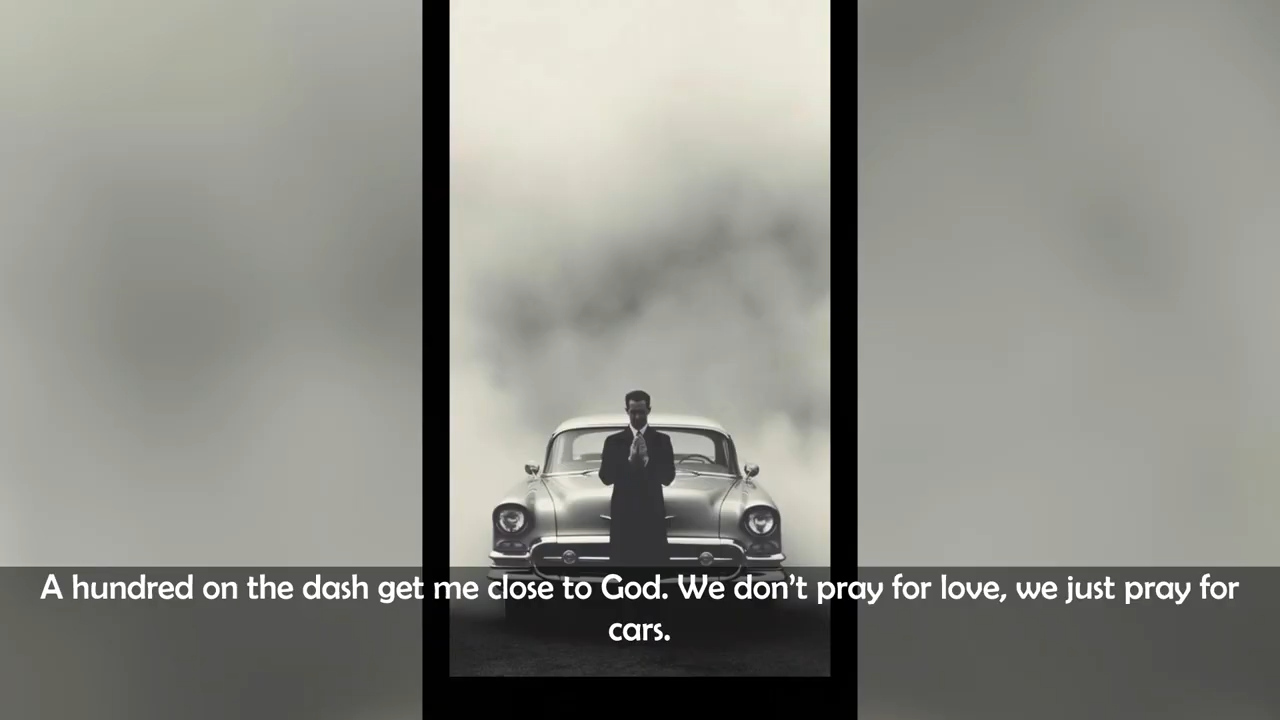 A hundred on the dash get me close to God. We don’t pray for love, we just pray for
cars.